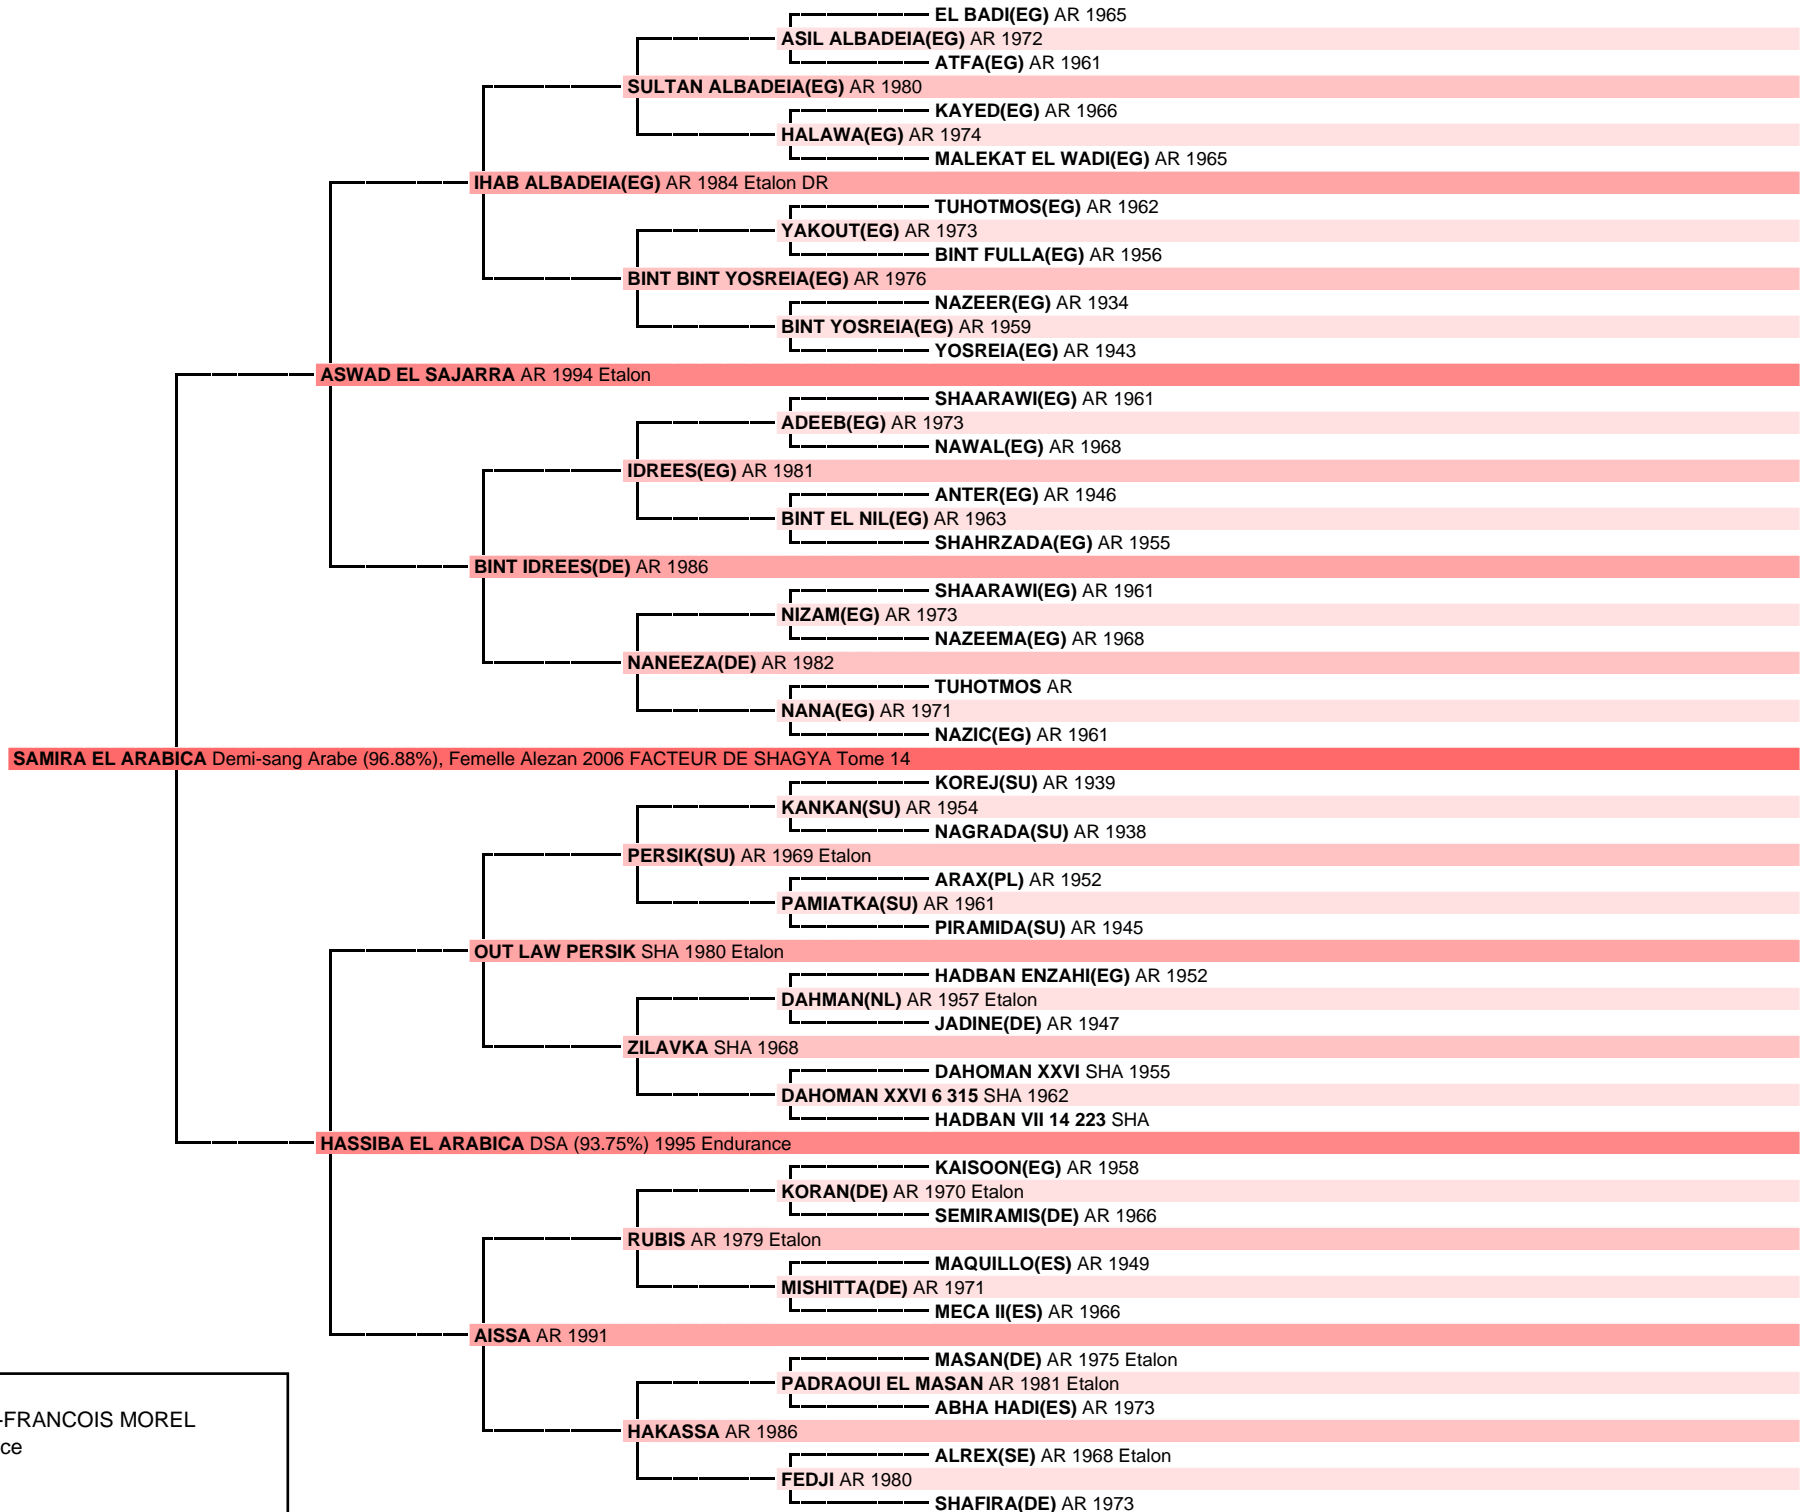 EL BADI(EG) AR 1965
ASIL ALBADEIA(EG) AR 1972
ATFA(EG) AR 1961
SULTAN ALBADEIA(EG) AR 1980
KAYED(EG) AR 1966
HALAWA(EG) AR 1974
MALEKAT EL WADI(EG) AR 1965
IHAB ALBADEIA(EG) AR 1984 Etalon DR
TUHOTMOS(EG) AR 1962
YAKOUT(EG) AR 1973
BINT FULLA(EG) AR 1956
BINT BINT YOSREIA(EG) AR 1976
NAZEER(EG) AR 1934
BINT YOSREIA(EG) AR 1959
YOSREIA(EG) AR 1943
ASWAD EL SAJARRA AR 1994 Etalon
SHAARAWI(EG) AR 1961
ADEEB(EG) AR 1973
NAWAL(EG) AR 1968
IDREES(EG) AR 1981
ANTER(EG) AR 1946
BINT EL NIL(EG) AR 1963
SHAHRZADA(EG) AR 1955
BINT IDREES(DE) AR 1986
SHAARAWI(EG) AR 1961
NIZAM(EG) AR 1973
NAZEEMA(EG) AR 1968
NANEEZA(DE) AR 1982
TUHOTMOS AR
NANA(EG) AR 1971
NAZIC(EG) AR 1961
SAMIRA EL ARABICA Demi-sang Arabe (96.88%), Femelle Alezan 2006 FACTEUR DE SHAGYA Tome 14
KOREJ(SU) AR 1939
KANKAN(SU) AR 1954
NAGRADA(SU) AR 1938
PERSIK(SU) AR 1969 Etalon
ARAX(PL) AR 1952
PAMIATKA(SU) AR 1961
PIRAMIDA(SU) AR 1945
OUT LAW PERSIK SHA 1980 Etalon
HADBAN ENZAHI(EG) AR 1952
DAHMAN(NL) AR 1957 Etalon
JADINE(DE) AR 1947
ZILAVKA SHA 1968
DAHOMAN XXVI SHA 1955
DAHOMAN XXVI 6 315 SHA 1962
HADBAN VII 14 223 SHA
HASSIBA EL ARABICA DSA (93.75%) 1995 Endurance
KAISOON(EG) AR 1958
KORAN(DE) AR 1970 Etalon
SEMIRAMIS(DE) AR 1966
RUBIS AR 1979 Etalon
MAQUILLO(ES) AR 1949
MISHITTA(DE) AR 1971
MECA II(ES) AR 1966
AISSA AR 1991
MASAN(DE) AR 1975 Etalon
PADRAOUI EL MASAN AR 1981 Etalon
ABHA HADI(ES) AR 1973
HAKASSA AR 1986
ALREX(SE) AR 1968 Etalon
FEDJI AR 1980
SHAFIRA(DE) AR 1973
-FRANCOIS MOREL
ce